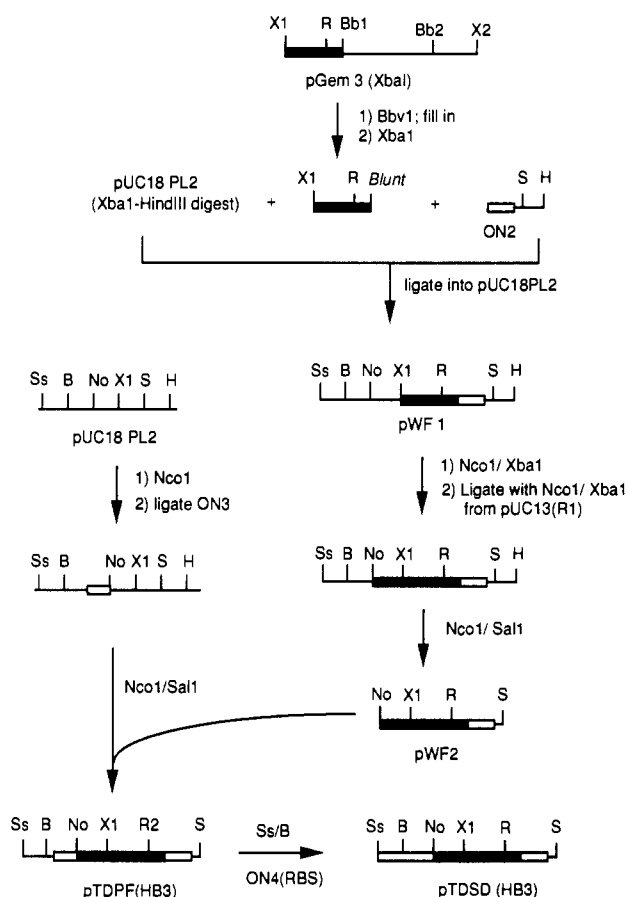 X1 R Bb1 Bb2 X2
pGem 3 (XbaI)
1) Bbv1; fill in
2) Xba1
pUC18 PL2
(Xba1-HindIII digest)
+
X1 R Blunt
+
S H
ON2
ligate into pUC18PL2
Ss B No X1 S H
pUC18 PL2
Ss B No X1 R S H
pWF 1
1) Nco1
2) ligate ON3
1) Nco1/ Xba1
2) Ligate with Nco1/ Xba1
from pUC13(R1)
Ss B No X1 S H
Ss B No X1 R S H
Nco1/Sal1
Nco1/ Sal1
No X1 R S
pWF2
Ss B No X1 R2 S
pTDPF(HB3)
Ss/B
ON4(RBS)
Ss B No X1 R S
pTDSD (HB3)